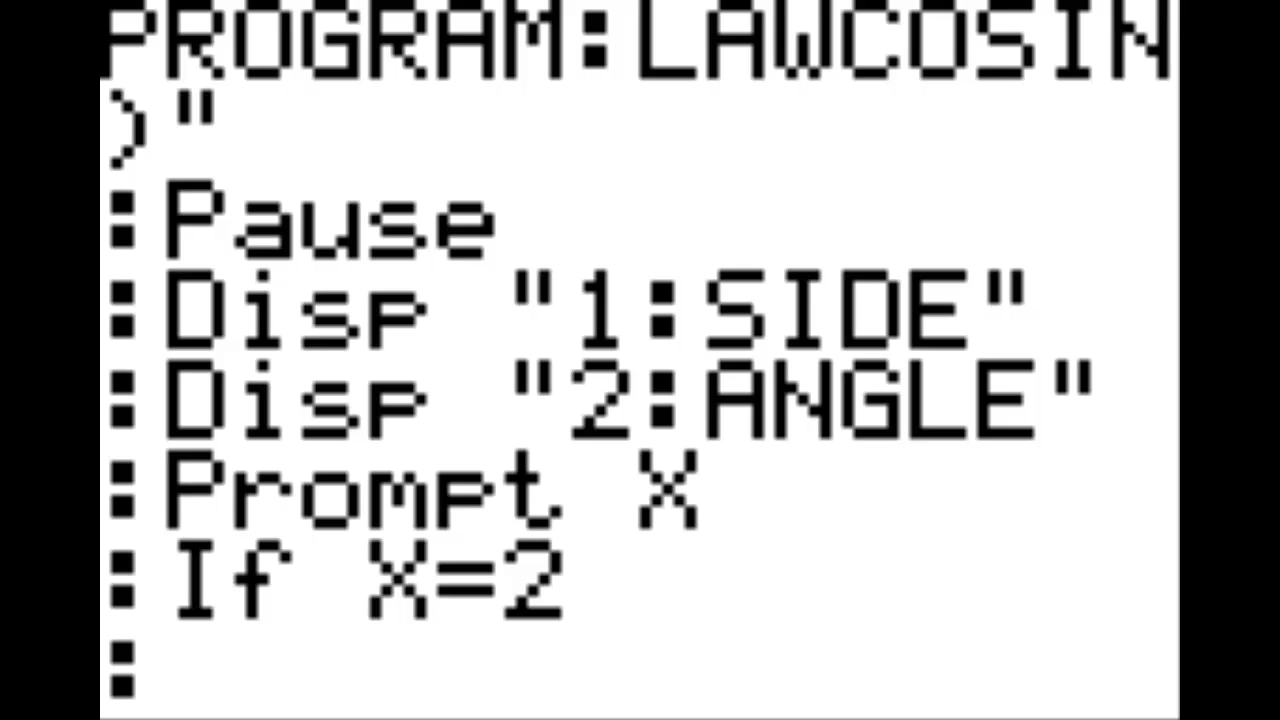 PROGRAM:LAWCOSIN
)"
:Pause
:Disp "1:SIDE"
:Disp "2:ANGLE"
:Prompt X
:If X=2
: